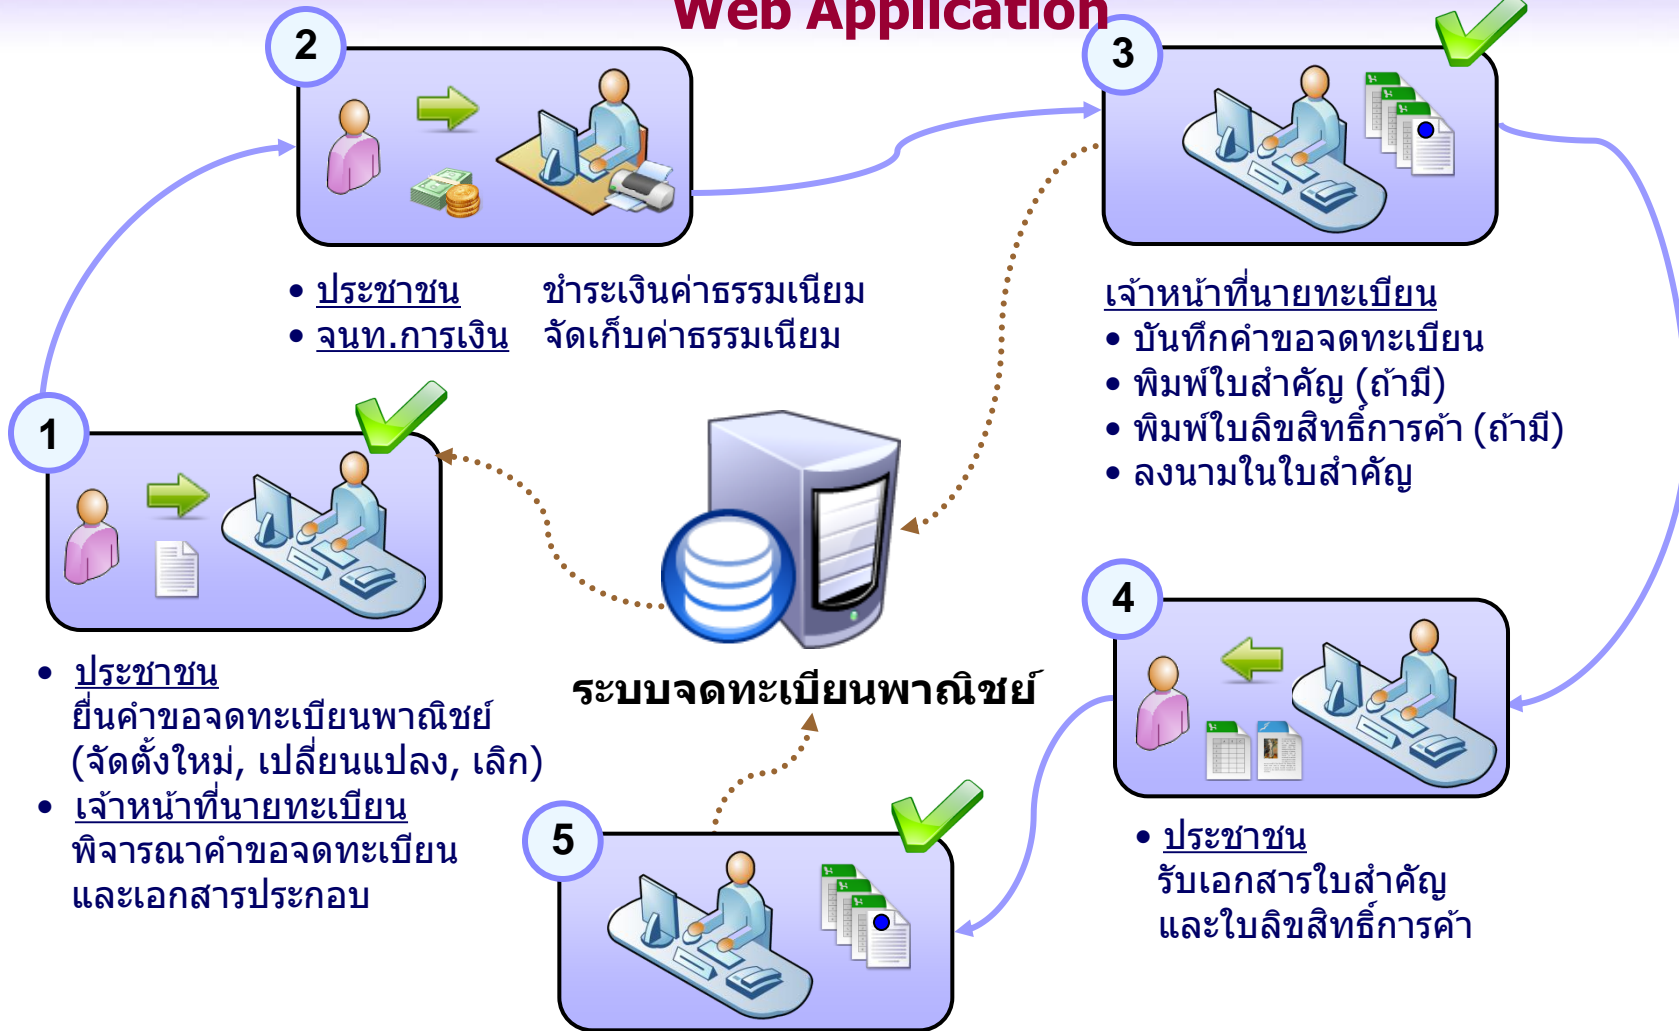 Web Application
2
• ประชาชน ชำระเงินค่าธรรมเนียม
• จนท.การเงิน จัดเก็บค่าธรรมเนียม
3
เจ้าหน้าที่นายทะเบียน
• บันทึกคำขอจดทะเบียน
• พิมพ์ใบสำคัญ (ถ้ามี)
• พิมพ์ใบลิขสิทธิ์การค้า (ถ้ามี)
• ลงนามในใบสำคัญ
1
• ประชาชน
ยื่นคำขอจดทะเบียนพาณิชย์
(จัดตั้งใหม่, เปลี่ยนแปลง, เลิก)
• เจ้าหน้าที่นายทะเบียน
พิจารณาคำขอจดทะเบียน
และเอกสารประกอบ
ระบบจดทะเบียนพาณิชย์
4
• ประชาชน
รับเอกสารใบสำคัญ
และใบลิขสิทธิ์การค้า
5